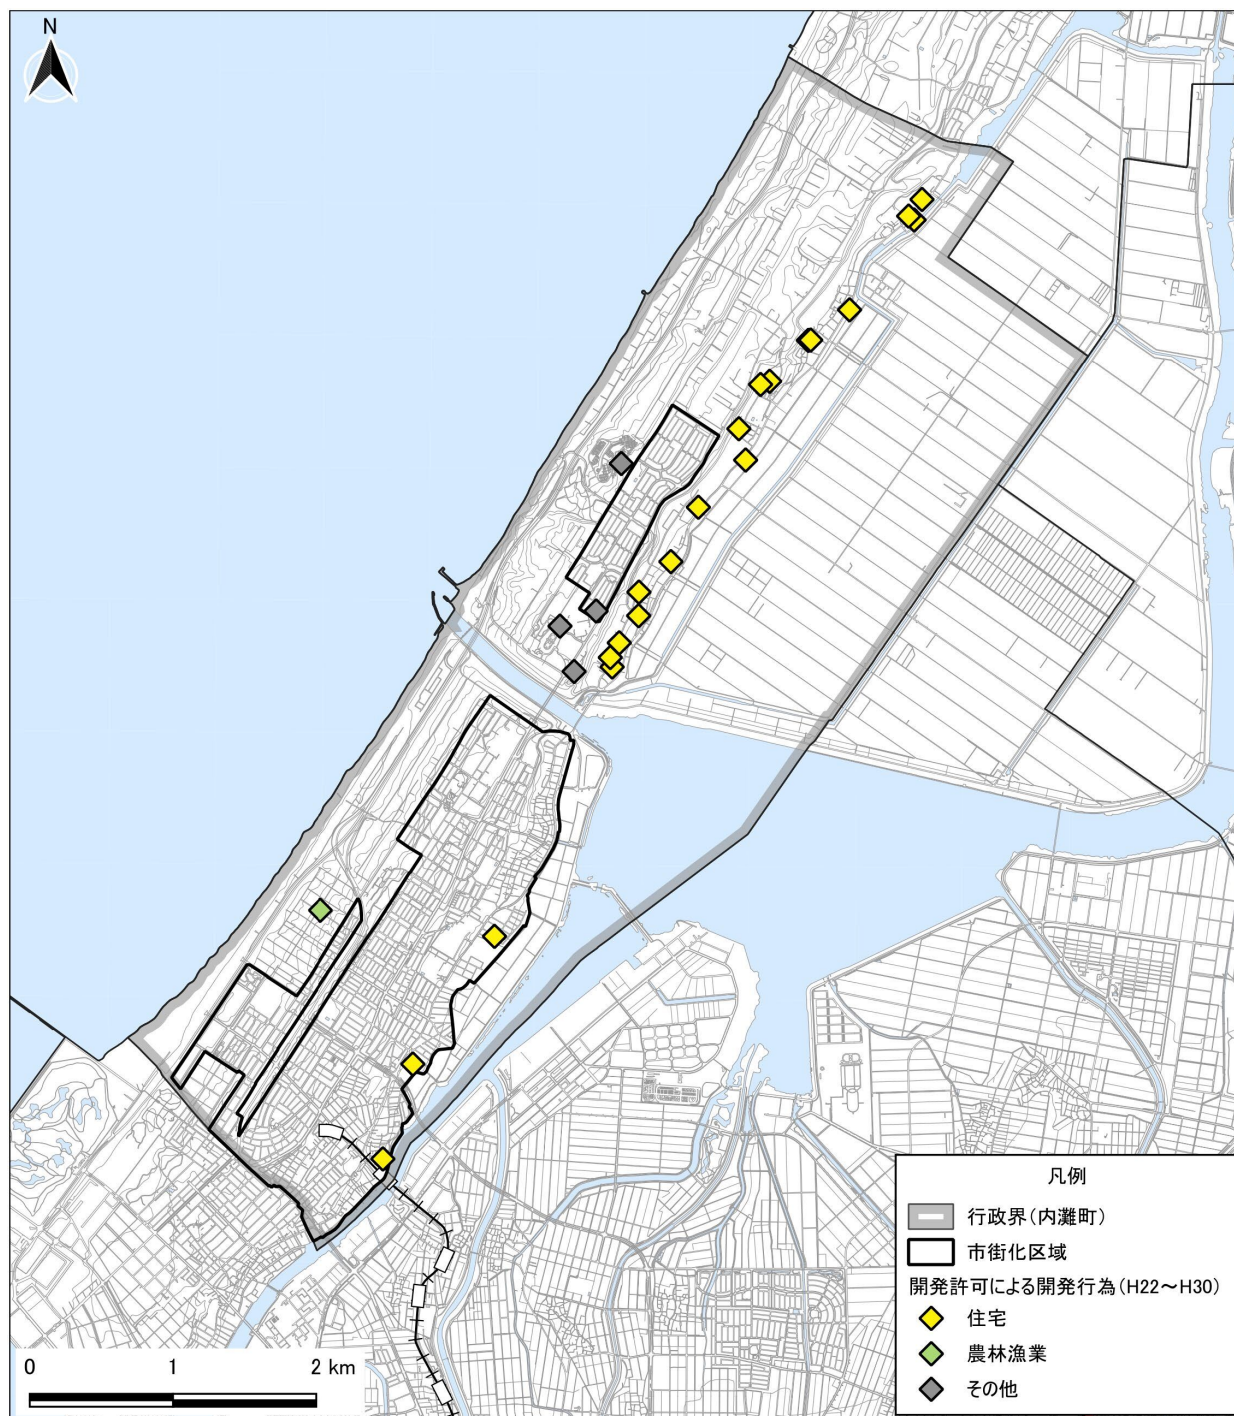 N
凡例
行政界(内灘町)
市街化区域
開発許可による開発行為(H22~H30)
住宅
農林漁業
その他
0 1 2 km